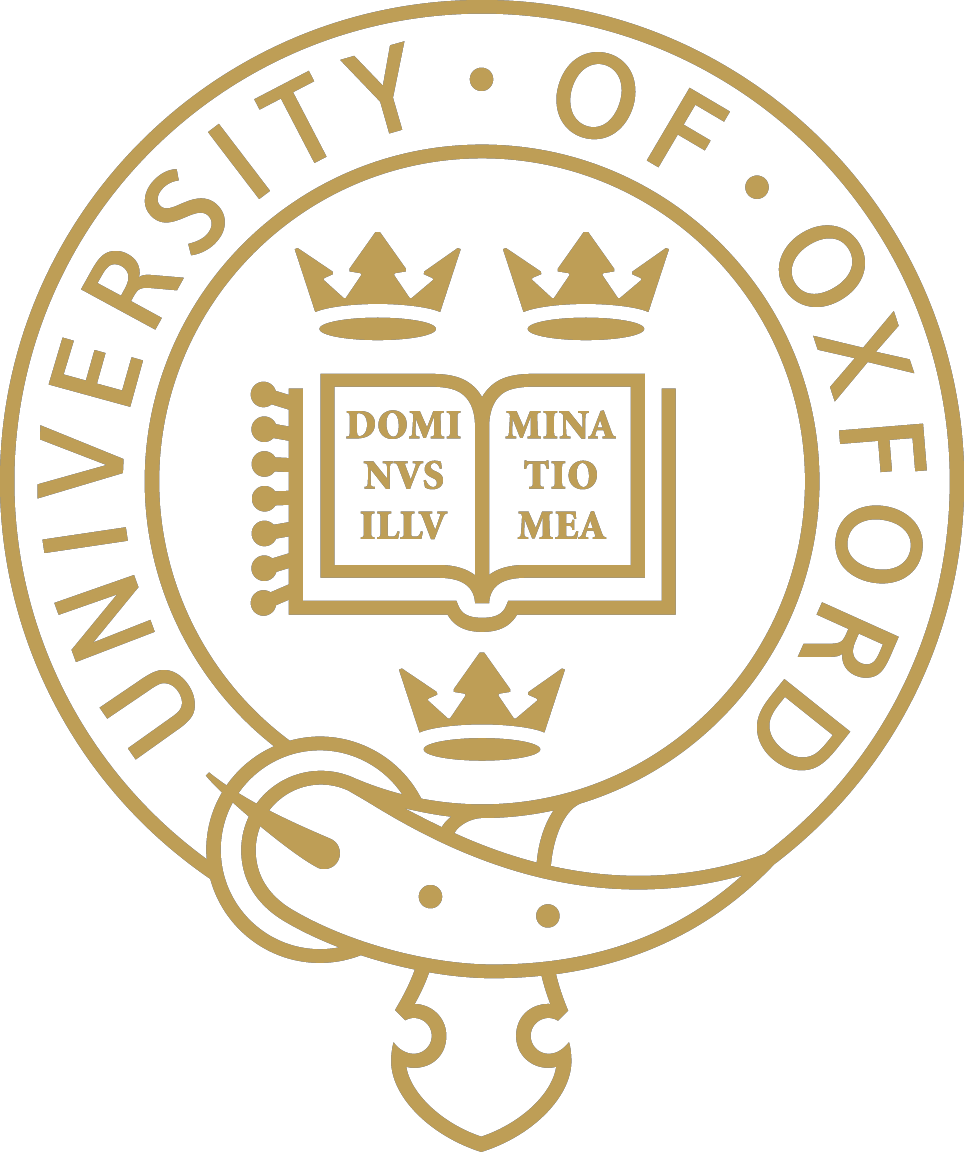 UNIVERSITY · OF · OXFORD
DOMI
NVS
ILLV
MINA
TIO
MEA